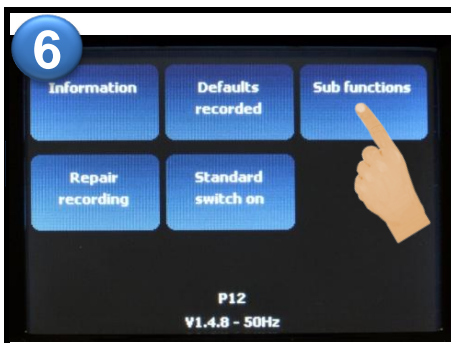 6
Information
Defaults
recorded
Sub functions
Repair
recording
Standard
switch on
P12
V1.4.8 - 50Hz